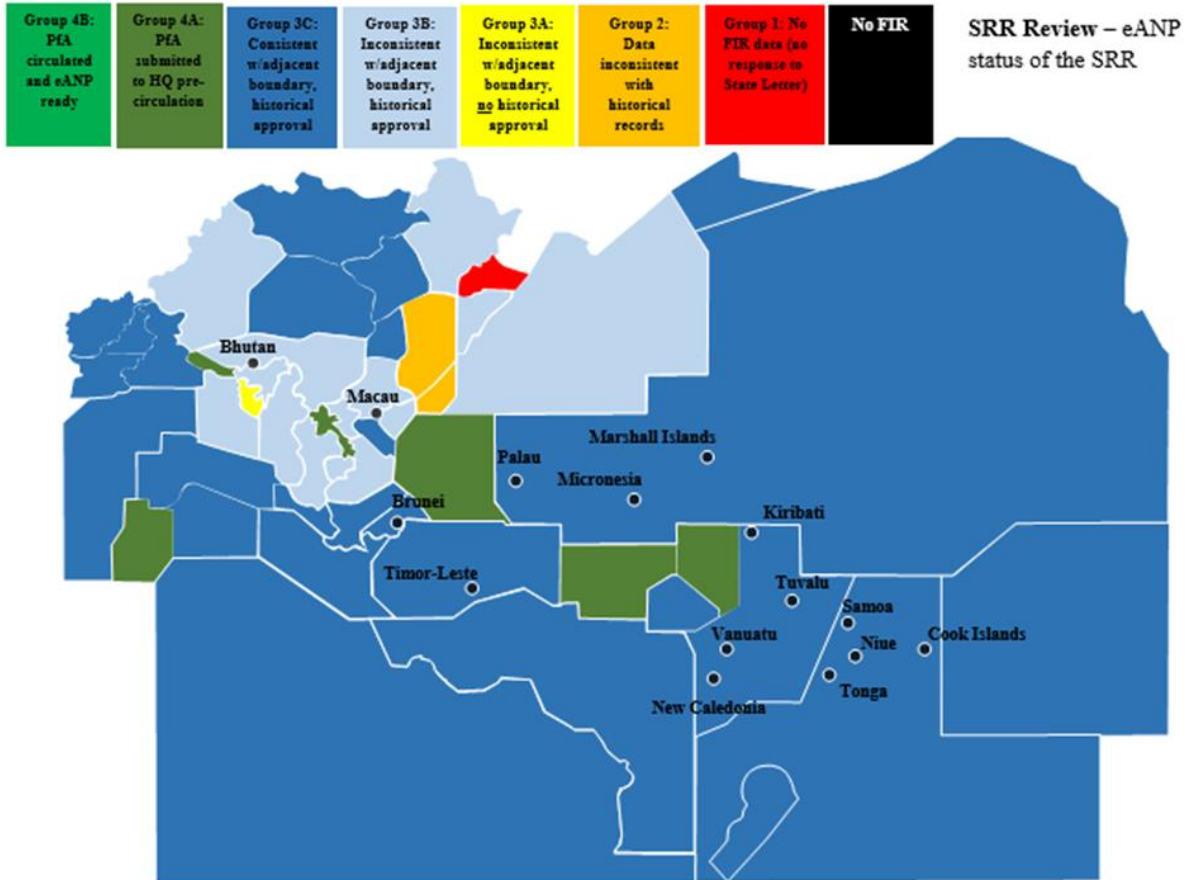 Group 4B:
PfA
circulated
and eANP
ready
Group 4A:
PfA
submitted
to HQ pre-
circulation
Group 3C:
Consistent
w/adjacent
boundary,
historical
approval
Group 3B:
Inconsistent
w/adjacent
boundary,
historical
approval
Group 3A:
Inconsistent
w/adjacent
boundary,
no historical
approval
Group 2:
Data
inconsistent
with
historical
records
Group 1: No
FIR data (no
response to
State Letter)
No FIR
SRR Review – eANP
status of the SRR
Bhutan
Macau
Marshall Islands
Palau
Micronesia
Brunei
Kiribati
Timor-Leste
Tuvalu
Samoa
Vanuatu
Niue
Cook Islands
Tonga
New Caledonia